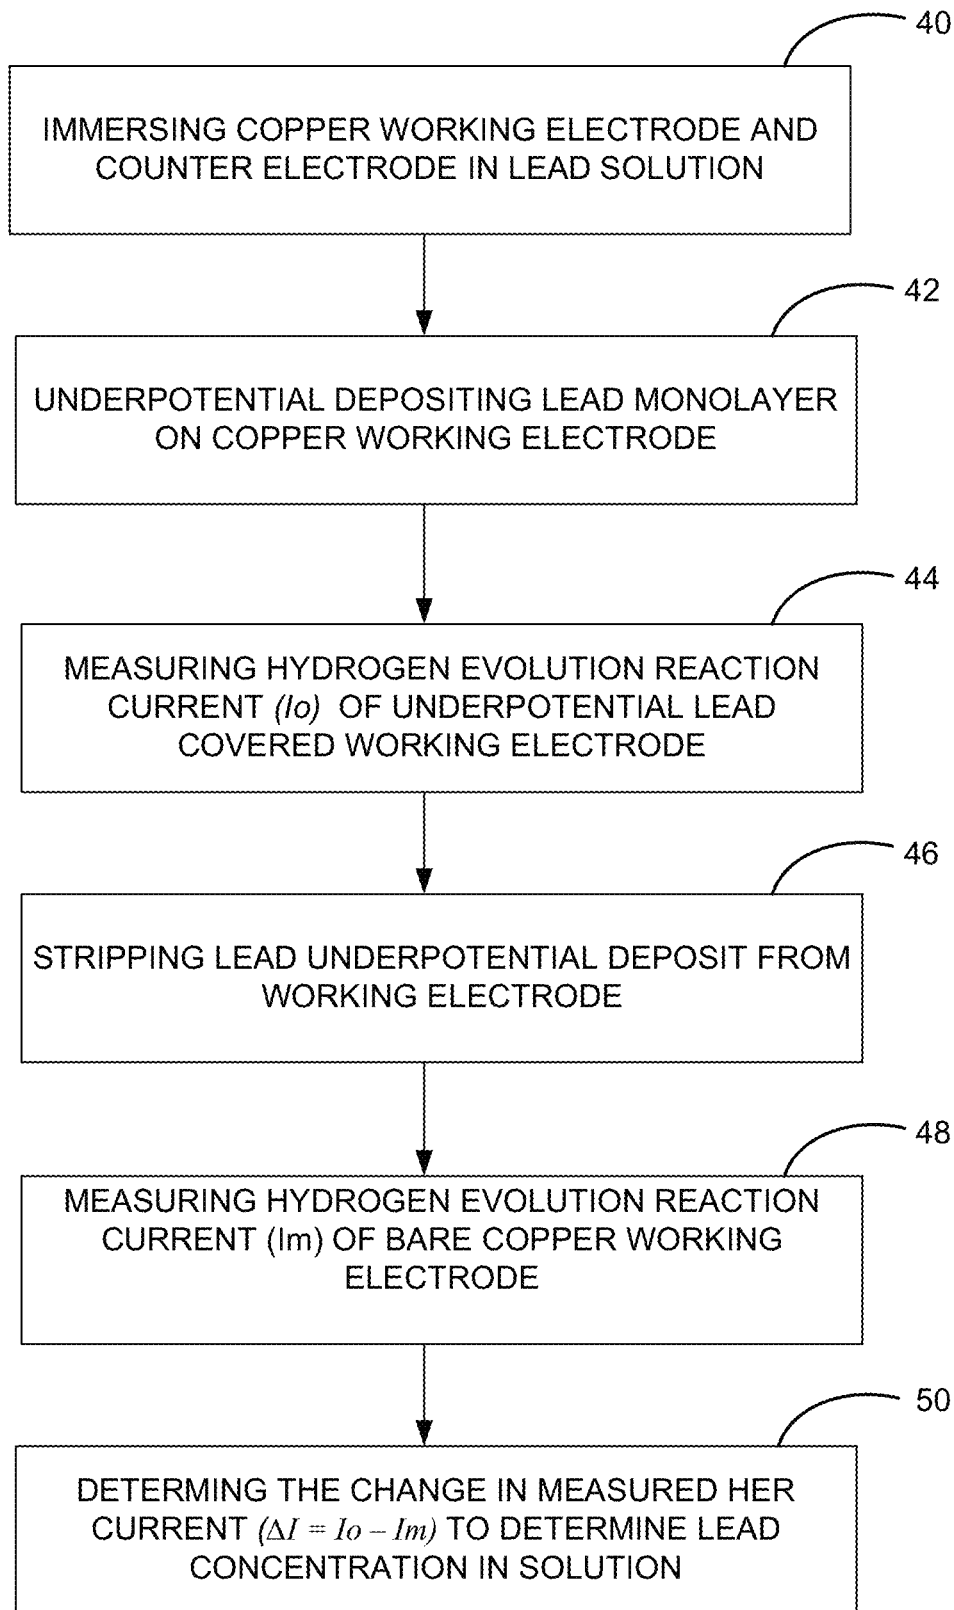 40
IMMERSING COPPER WORKING ELECTRODE AND
COUNTER ELECTRODE IN LEAD SOLUTION
42
UNDERPOTENTIAL DEPOSITING LEAD MONOLAYER
ON COPPER WORKING ELECTRODE
44
MEASURING HYDROGEN EVOLUTION REACTION
CURRENT (Io) OF UNDERPOTENTIAL LEAD
COVERED WORKING ELECTRODE
46
STRIPPING LEAD UNDERPOTENTIAL DEPOSIT FROM
WORKING ELECTRODE
48
MEASURING HYDROGEN EVOLUTION REACTION
CURRENT (Im) OF BARE COPPER WORKING
ELECTRODE
50
DETERMING THE CHANGE IN MEASURED HER
CURRENT (ΔI = Io – Im) TO DETERMINE LEAD
CONCENTRATION IN SOLUTION